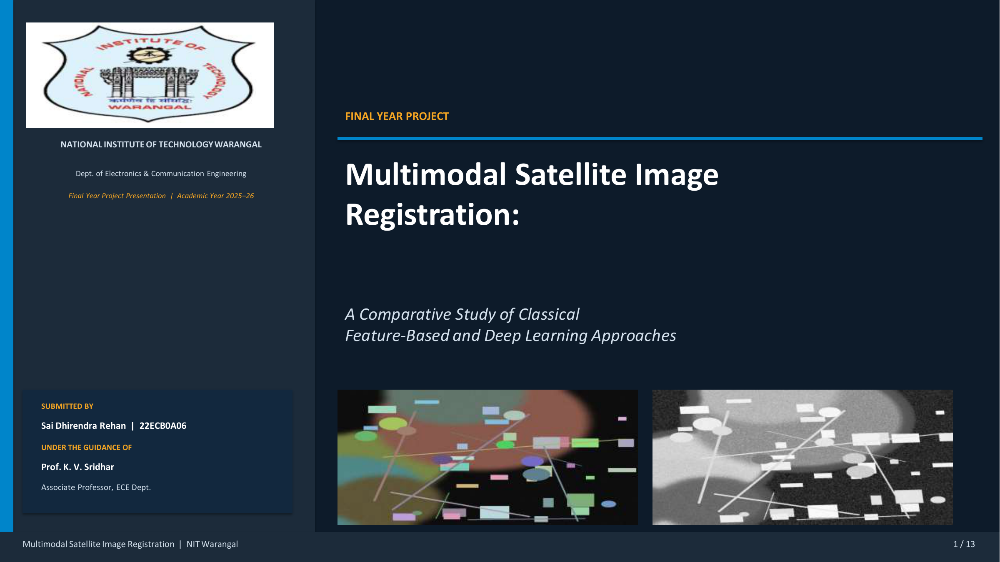 NATIONAL INSTITUTE OF TECHNOLOGY
कर्मणैव हि संसिद्धिः
WARANGAL
NATIONAL INSTITUTE OF TECHNOLOGY WARANGAL
Dept. of Electronics & Communication Engineering
Final Year Project Presentation | Academic Year 2025–26
SUBMITTED BY
Sai Dhirendra Rehan | 22ECB0A06
UNDER THE GUIDANCE OF
Prof. K. V. Sridhar
Associate Professor, ECE Dept.
FINAL YEAR PROJECT
Multimodal Satellite Image
Registration:
A Comparative Study of Classical
Feature-Based and Deep Learning Approaches
Multimodal Satellite Image Registration | NIT Warangal
1 / 13